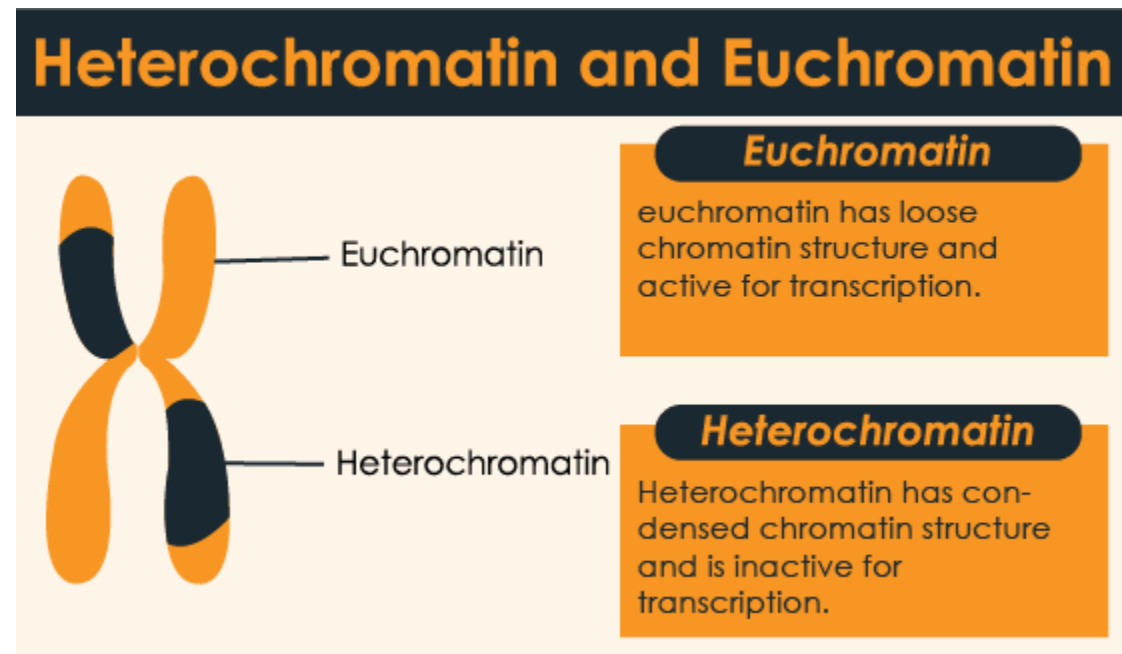 Heterochromatin and Euchromatin
Euchromatin
Heterochromatin
Euchromatin
euchromatin has loose
chromatin structure and
active for transcription.
Heterochromatin
Heterochromatin has con-
densed chromatin structure
and is inactive for
transcription.